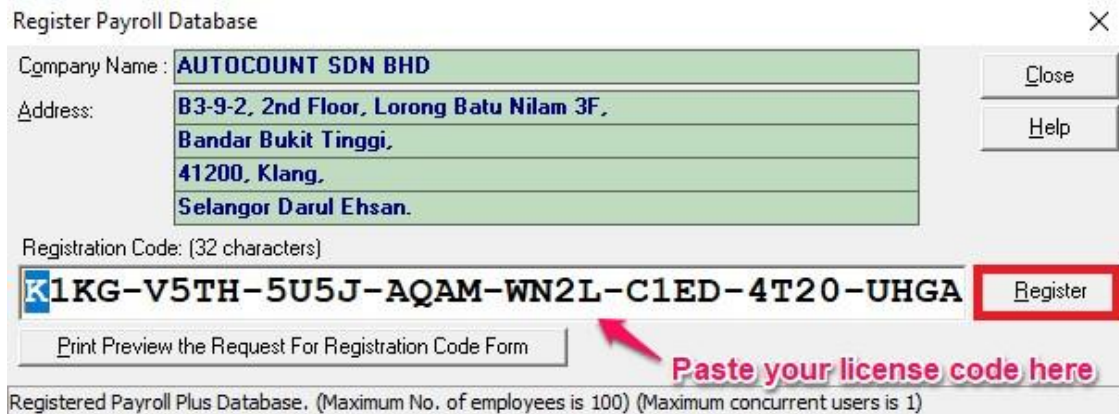 Register Payroll Database
Company Name : AUTOCOUNT SDN BHD
Close
Address: B3-9-2, 2nd Floor, Lorong Batu Nilam 3F,
Help
Bandar Bukit Tinggi,
41200, Klang,
Selangor Darul Ehsan.
Registration Code: (32 characters)
K1KG-V5TH-5U5J-AQAM-WN2L-C1ED-4T20-UHGA
Register
Print Preview the Request For Registration Code Form
Paste your license code here
Registered Payroll Plus Database. (Maximum No. of employees is 100) (Maximum concurrent users is 1)